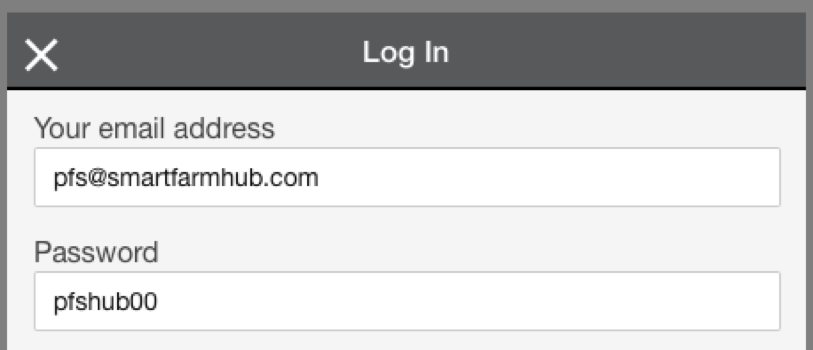 Log In
Your email address
pfs@smartfarmhub.com
Password
pfshub00